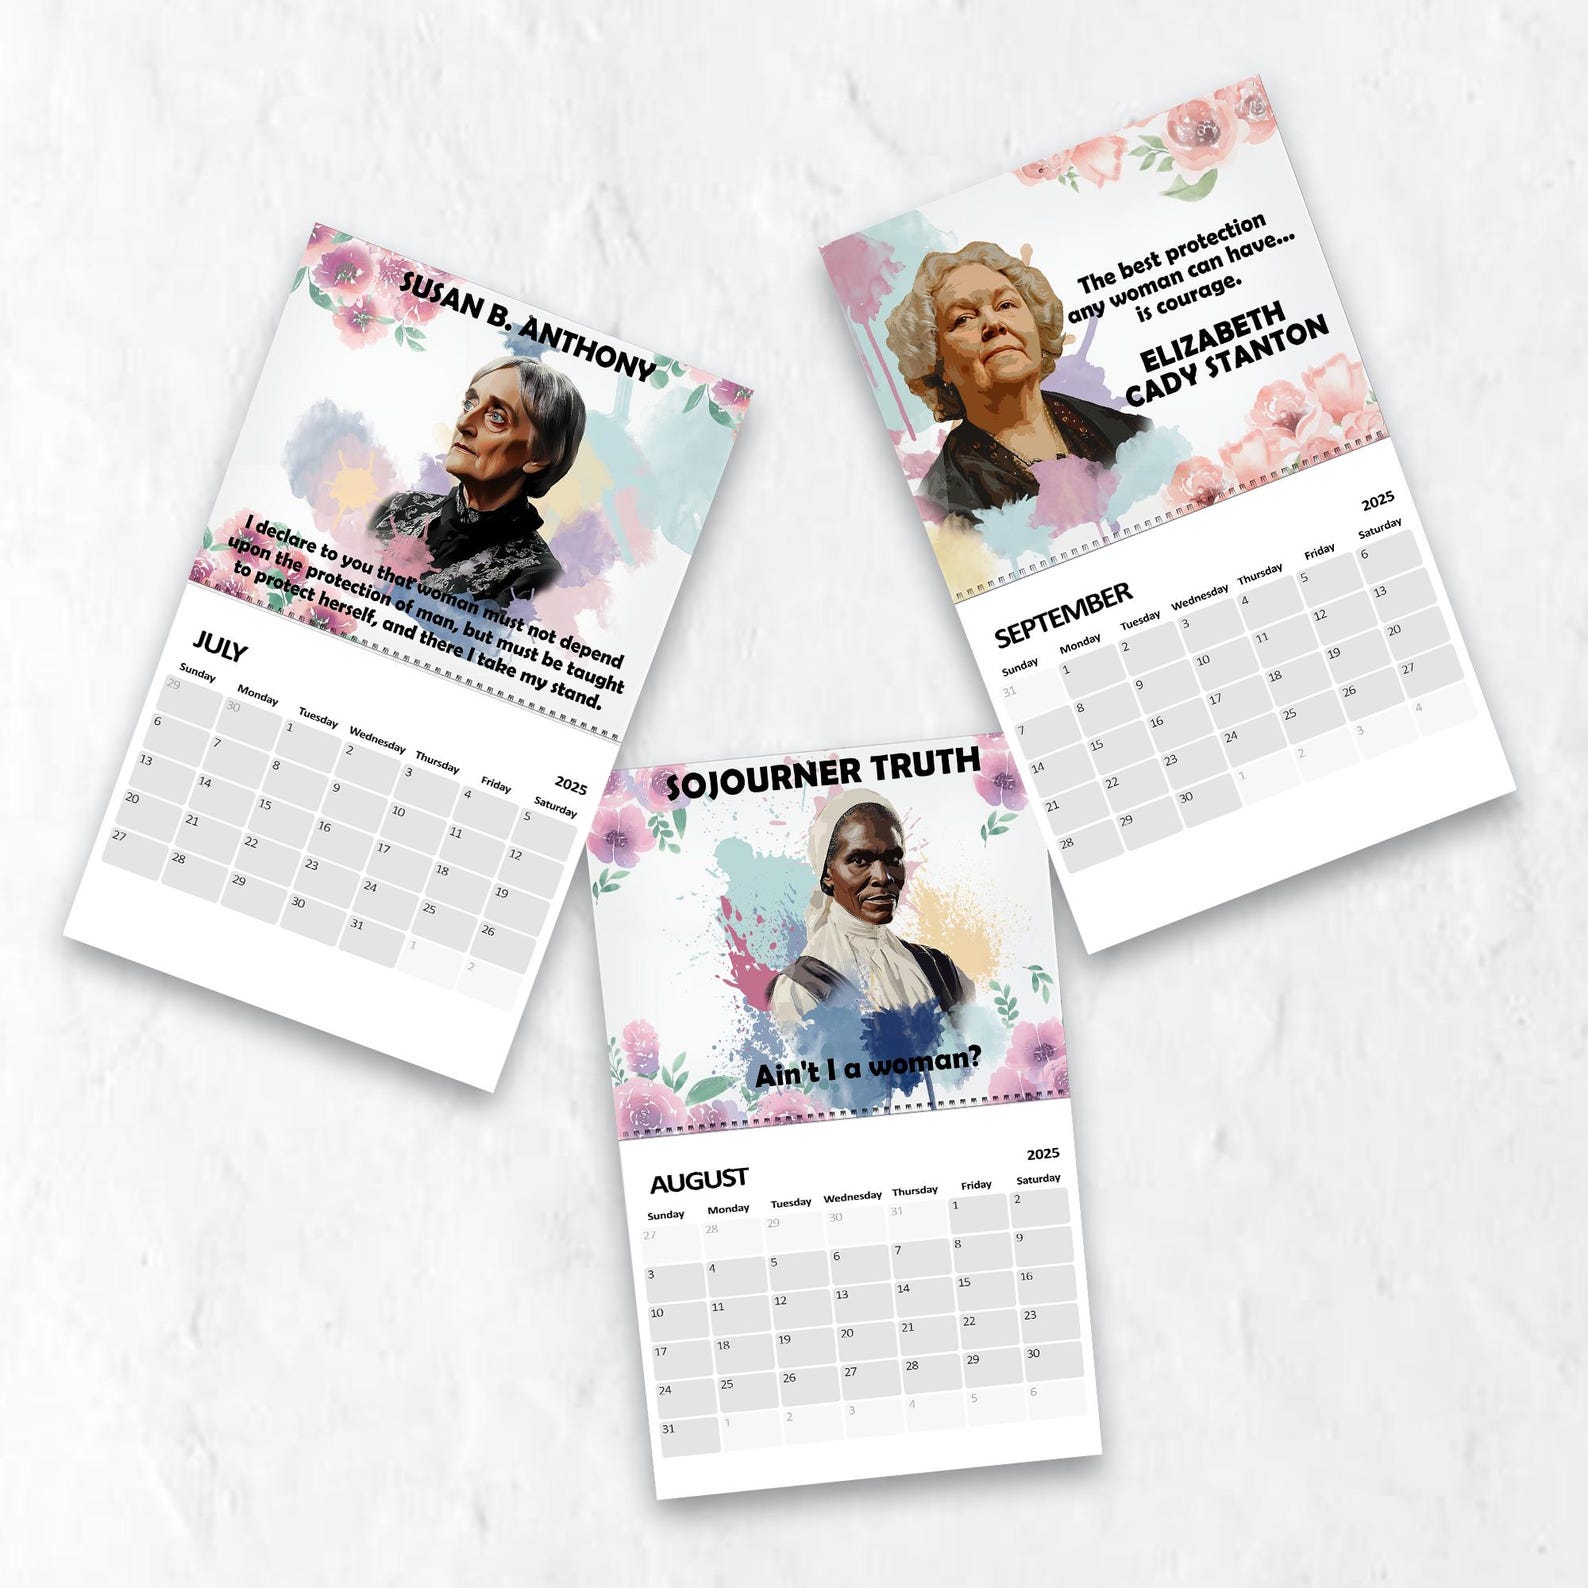 SUSAN B. ANTHONY
I declare to you that woman must not depend
upon the protection of man, but must be taught
to protect herself, and there I take my stand.
JULY
2025
Sunday Monday Tuesday Wednesday Thursday Friday Saturday
29 30 1 2 3 4 5
6 7 8 9 10 11 12
13 14 15 16 17 18 19
20 21 22 23 24 25 26
27 28 29 30 31 1 2
The best protection
any woman can have...
is courage.
ELIZABETH
CADY STANTON
2025
SEPTEMBER
Sunday Monday Tuesday Wednesday Thursday Friday Saturday
31 1 2 3 4 5 6
7 8 9 10 11 12 13
14 15 16 17 18 19 20
21 22 23 24 25 26 27
28 29 30 1 2 3 4
SOJOURNER TRUTH
Ain't I a woman?
2025
AUGUST
Sunday Monday Tuesday Wednesday Thursday Friday Saturday
27 28 29 30 31 1 2
3 4 5 6 7 8 9
10 11 12 13 14 15 16
17 18 19 20 21 22 23
24 25 26 27 28 29 30
31 1 2 3 4 5 6